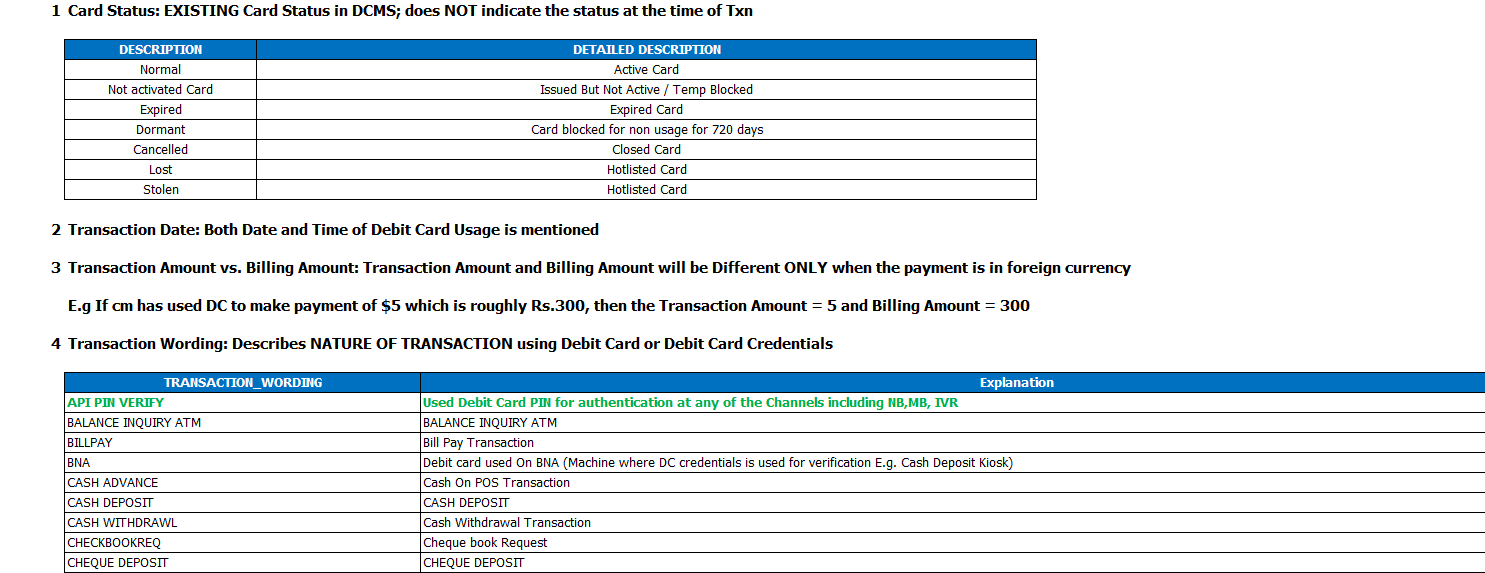 1 Card Status: EXISTING Card Status in DCMS; does NOT indicate the status at the time of Txn
DESCRIPTION DETAILED DESCRIPTION
Normal Active Card
Not activated Card Issued But Not Active / Temp Blocked
Expired Expired Card
Dormant Card blocked for non usage for 720 days
Cancelled Closed Card
Lost Hotlisted Card
Stolen Hotlisted Card
2 Transaction Date: Both Date and Time of Debit Card Usage is mentioned
3 Transaction Amount vs. Billing Amount: Transaction Amount and Billing Amount will be Different ONLY when the payment is in foreign currency
E.g If cm has used DC to make payment of $5 which is roughly Rs.300, then the Transaction Amount = 5 and Billing Amount = 300
4 Transaction Wording: Describes NATURE OF TRANSACTION using Debit Card or Debit Card Credentials
TRANSACTION_WORDING Explanation
API PIN VERIFY Used Debit Card PIN for authentication at any of the Channels including NB,MB, IVR
BALANCE INQUIRY ATM BALANCE INQUIRY ATM
BILLPAY Bill Pay Transaction
BNA Debit card used On BNA (Machine where DC credentials is used for verification E.g. Cash Deposit Kiosk)
CASH ADVANCE Cash On POS Transaction
CASH DEPOSIT CASH DEPOSIT
CASH WITHDRAWL Cash Withdrawal Transaction
CHECKBOOKREQ Cheque book Request
CHEQUE DEPOSIT CHEQUE DEPOSIT